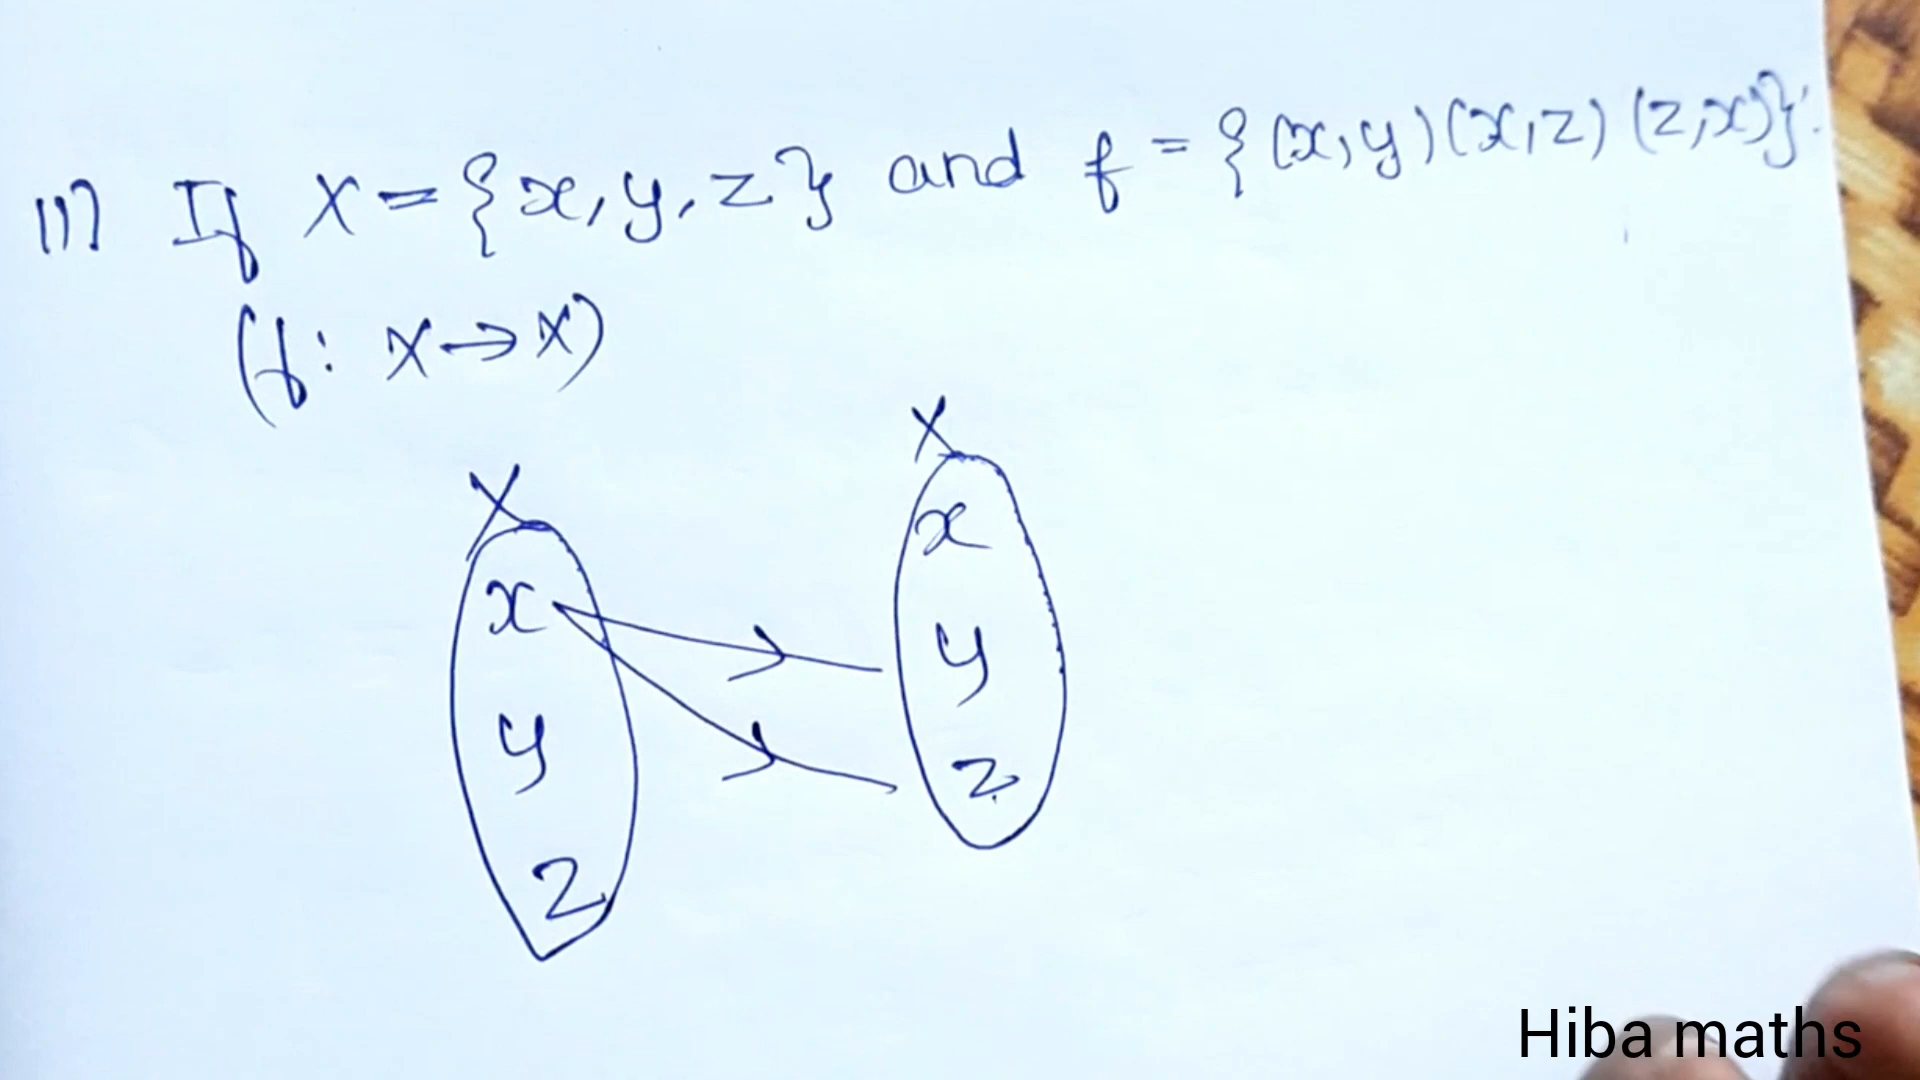 11) If X = {x, y, z} and f = {(x,y)(x,z)(z,x)}.
(f: X→X)
X
X
x
x
y
y
z
z
Hiba maths